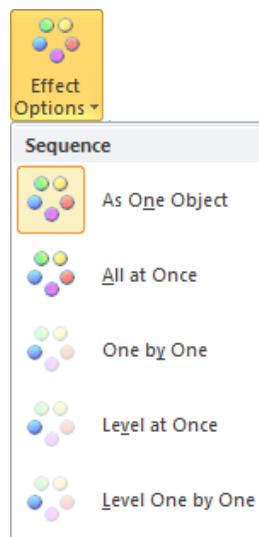 Effect
Options
Sequence
As One Object
All at Once
One by One
Level at Once
Level One by One